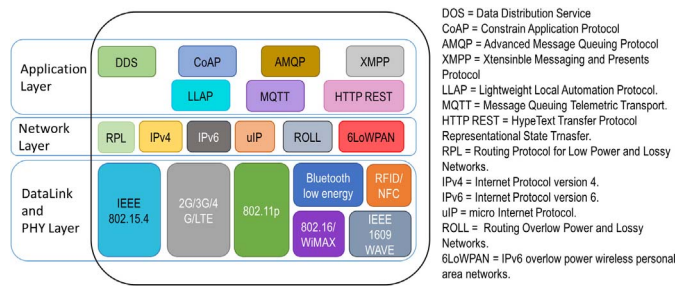 Application
Layer
DDS
CoAP
AMQP
XMPP
LLAP
MQTT
HTTP REST
Network
Layer
RPL
IPv4
IPv6
uIP
ROLL
6LoWPAN
DataLink
and
PHY Layer
IEEE
802.15.4
2G/3G/4
G/LTE
802.11p
Bluetooth
low energy
RFID/
NFC
802.16/
WiMAX
IEEE
1609
WAVE
DOS = Data Distribution Service
CoAP = Constrain Application Protocol
AMQP = Advanced Message Queuing Protocol
XMPP = Xtensinble Messaging and Presents
Protocol
LLAP = Lightweight Local Automation Protocol.
MQTT = Message Queuing Telemetric Transport.
HTTP REST = HypeText Transfer Protocol
Representational State Trnasfer.
RPL = Routing Protocol for Low Power and Lossy
Networks.
IPv4 = Internet Protocol version 4.
IPv6 = Internet Protocol version 6.
uIP = micro Internet Protocol.
ROLL = Routing Overlow Power and Lossy
Networks.
6LoWPAN = IPv6 overlow power wireless personal
area networks.